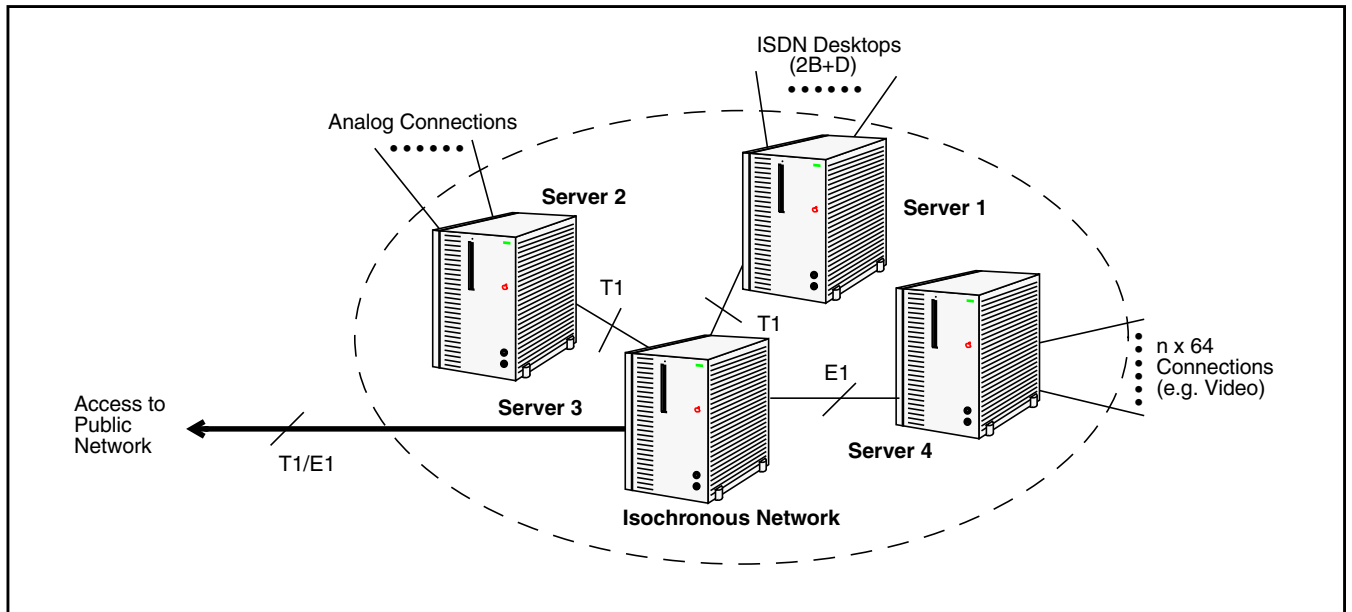 ISDN Desktops
(2B+D)
Analog Connections
Server 2
Server 1
T1
T1
n x 64
Connections
(e.g. Video)
E1
Access to
Public
Network
Server 3
Server 4
T1/E1
Isochronous Network